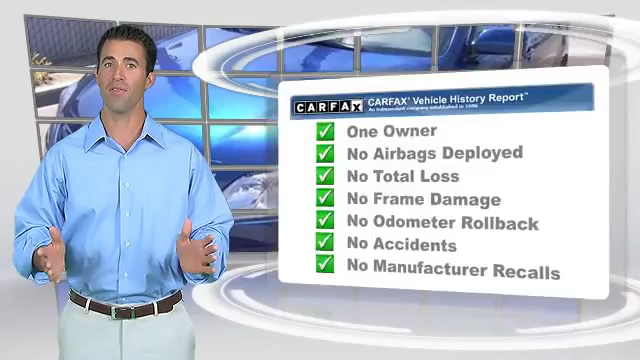 CARFAX
CARFAX® Vehicle History Report™
An independent company established in 1986
One Owner
No Airbags Deployed
No Total Loss
No Frame Damage
No Odometer Rollback
No Accidents
No Manufacturer Recalls